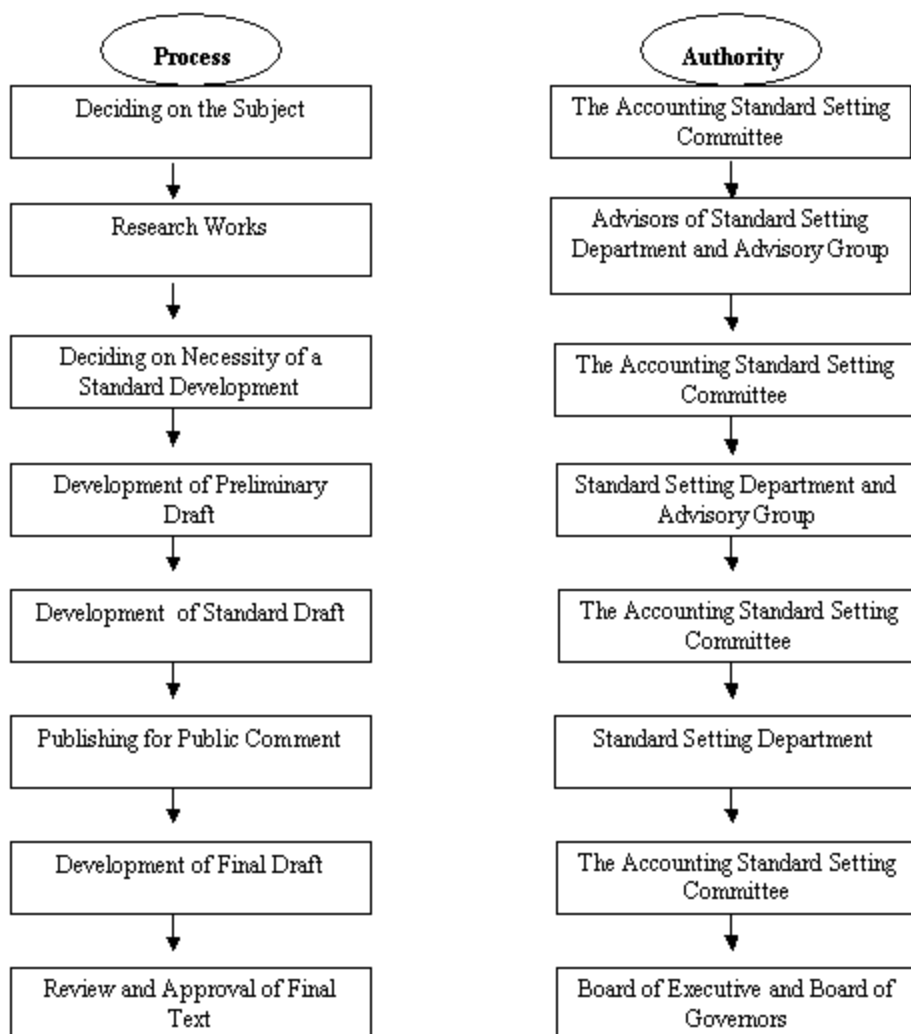 Process
Authority
Deciding on the Subject
The Accounting Standard Setting
Committee
Research Works
Advisors of Standard Setting
Department and Advisory Group
Deciding on Necessity of a
Standard Development
The Accounting Standard Setting
Committee
Development of Preliminary
Draft
Standard Setting Department and
Advisory Group
Development of Standard Draft
The Accounting Standard Setting
Committee
Publishing for Public Comment
Standard Setting Department
Development of Final Draft
The Accounting Standard Setting
Committee
Review and Approval of Final
Text
Board of Executive and Board of
Governors